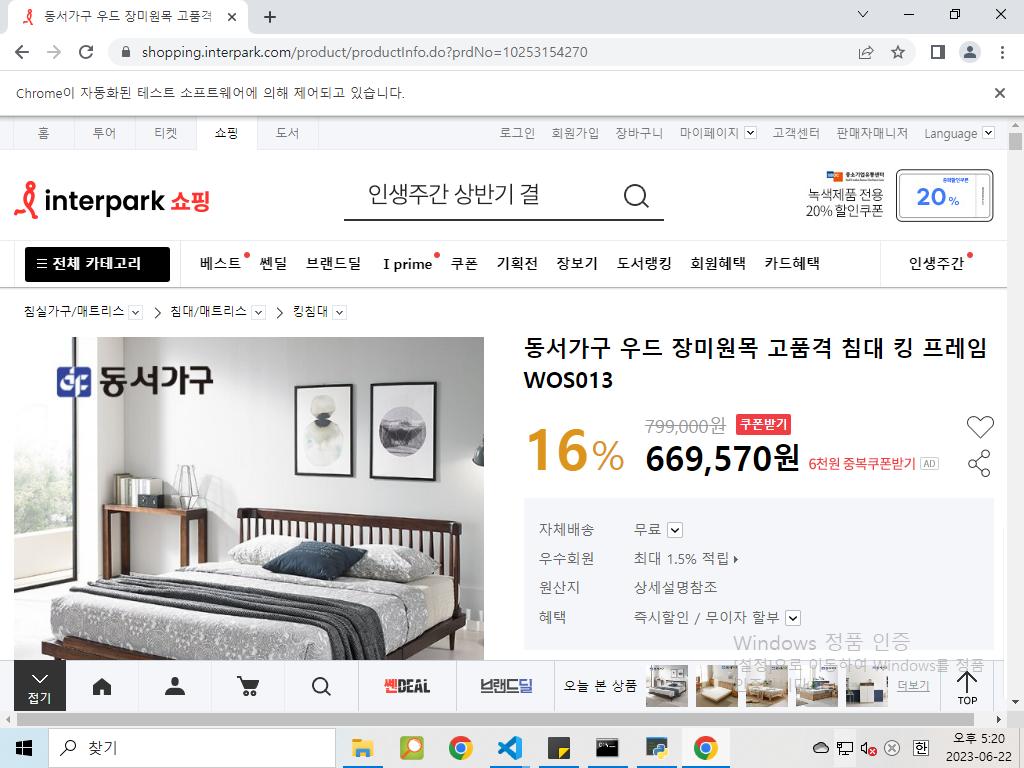 동서가구 우드 장미원목 고품격
shopping.interpark.com/product/productInfo.do?prdNo=10253154270
Chrome이 자동화된 테스트 소프트웨어에 의해 제어되고 있습니다.
홈 투어 티켓 쇼핑 도서 로그인 회원가입 장바구니 마이페이지 고객센터 판매자매니저 Language
interpark 쇼핑
인생주간 상반기 결
중소기업유통센터
녹색제품 전용
20% 할인쿠폰
중복할인쿠폰
20%
전체 카테고리 베스트 쎈딜 브랜드딜 I prime 쿠폰 기획전 장보기 도서랭킹 회원혜택 카드혜택 인생주간
침실가구/매트리스 침대/매트리스 킹침대
동서가구
동서가구 우드 장미원목 고품격 침대 킹 프레임
WOS013
16%
799,000원 쿠폰받기
669,570원 6천원 중복쿠폰받기 AD
자체배송 무료
우수회원 최대 1.5% 적립
원산지 상세설명참조
혜택 즉시할인 / 무이자 할부
Windows 정품 인증
[설정]으로 이동하여 Windows를 정품
접기 쎈DEAL 브랜드딜 오늘 본 상품 더보기 TOP
찾기
한
오후 5:20
2023-06-22